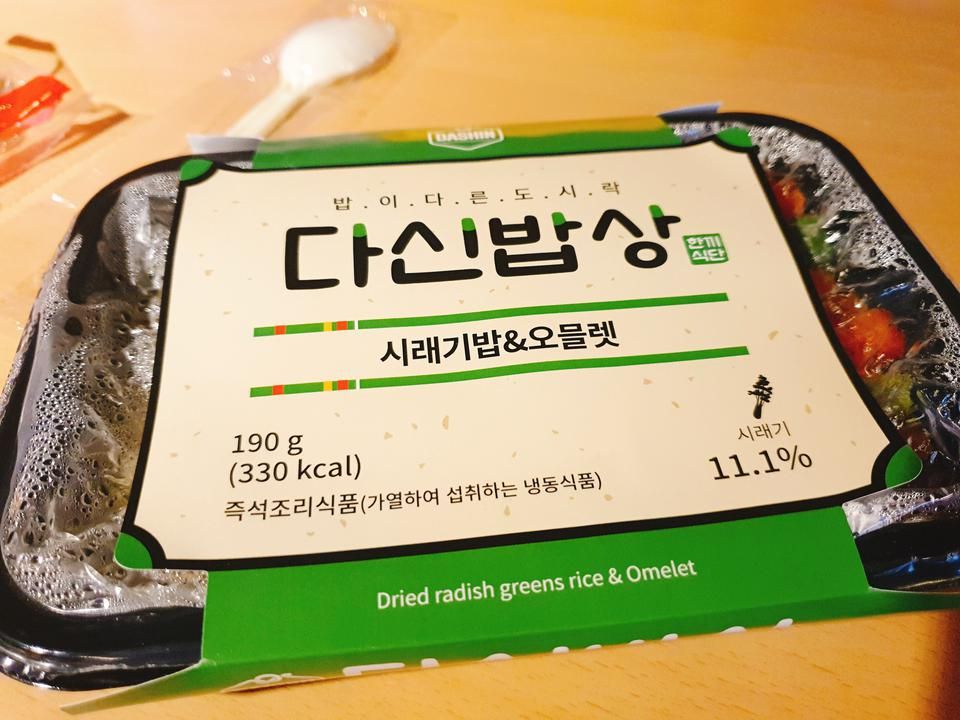 DASHIN
밥.이.다.른.도.시.락
다신밥상
한끼
식단
시래기밥&오믈렛
190 g
(330 kcal)
즉석조리식품(가열하여 섭취하는 냉동식품)
시래기
11.1%
Dried radish greens rice & Omelet